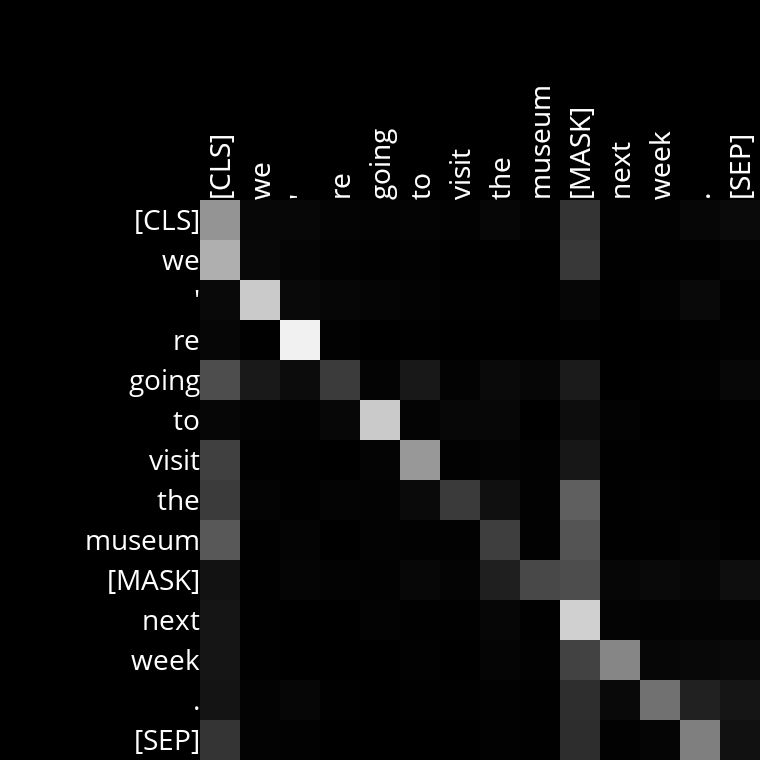 [CLS] we ' re going to visit the museum [MASK] next week . [SEP]
[CLS]
we
'
re
going
to
visit
the
museum
[MASK]
next
week
.
[SEP]